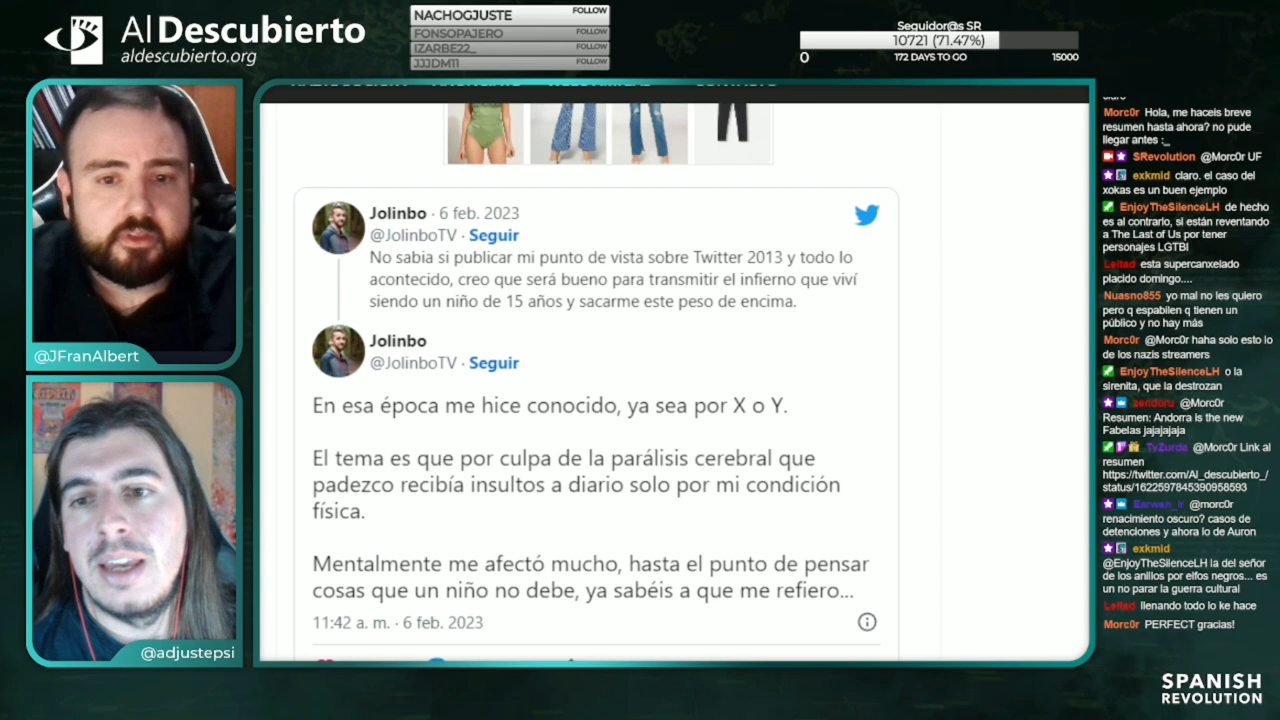 Al Descubierto
aldescubierto.org
NACHOGJUSTE FOLLOW
FONSOPAJERO FOLLOW
IZARBE22_ FOLLOW
JJJDM11 FOLLOW
Seguidor@s SR
10721 (71.47%)
0 172 DAYS TO GO 15000
@JFranAlbert
@adjustepsi
Jolinbo · 6 feb. 2023
@JolinboTV · Seguir
No sabia si publicar mi punto de vista sobre Twitter 2013 y todo lo
acontecido, creo que será bueno para transmitir el infierno que viví
siendo un niño de 15 años y sacarme este peso de encima.
Jolinbo
@JolinboTV · Seguir
En esa época me hice conocido, ya sea por X o Y.
El tema es que por culpa de la parálisis cerebral que
padezco recibía insultos a diario solo por mi condición
física.
Mentalmente me afectó mucho, hasta el punto de pensar
cosas que un niño no debe, ya sabéis a que me refiero...
11:42 a. m. · 6 feb. 2023
claro
Morc0r Hola, me haceis breve
resumen hasta ahora? no pude
llegar antes :_
SRevolution @Morc0r UF
exkmid claro. el caso del
xokas es un buen ejemplo
EnjoyTheSilenceLH de hecho
es al contrario, si están reventando
a The Last of Us por tener
personajes LGTBI
Leitad esta supercanxelado
placido domingo....
Nuasno855 yo mal no les quiero
pero q espabilen q tienen un
público y no hay más
Morc0r @Morc0r haha solo esto lo
de los nazis streamers
EnjoyTheSilenceLH o la
sirenita, que la destrozan
zendoru @Morc0r
Resumen: Andorra is the new
Fabelas jajajajaja
TvZurda @Morc0r Link al
resumen
https://twitter.com/Al_descubierto_/
status/1622597845390958593
@morc0r
renacimiento oscuro? casos de
detenciones y ahora lo de Auron
exkmid
@EnjoyTheSilenceLH la del señor
de los anillos por elfos negros... es
un no parar la guerra cultural
Leitad llenando todo lo ke hace
Morc0r PERFECT gracias!
SPANISH
REVOLUTION